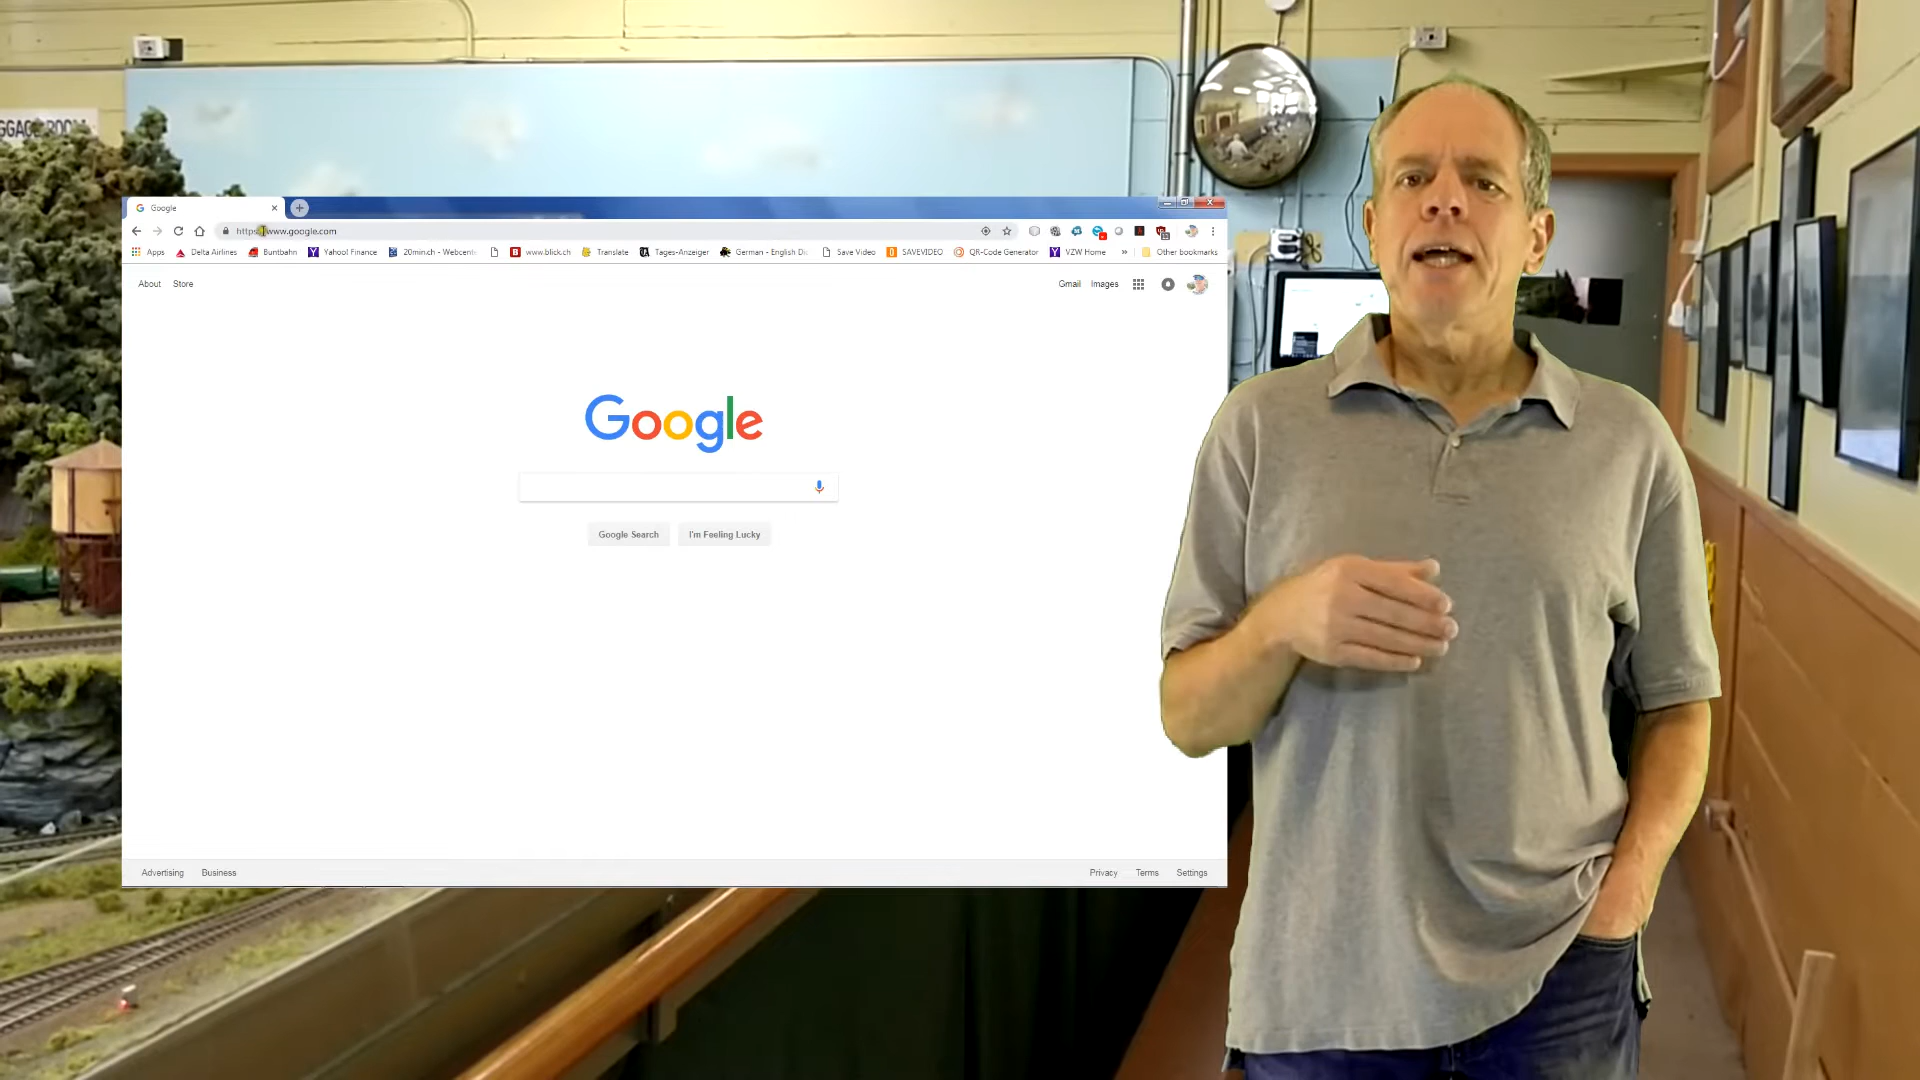 GGAGE ROOM
Google
https://www.google.com
Apps Delta Airlines Buntbahn Yahoo! Finance 20min.ch - Webcente www.blick.ch Translate Tages-Anzeiger German - English Di Save Video SAVEVIDEO QR-Code Generator VZW Home » Other bookmarks
About Store Gmail Images
Google
Google Search I'm Feeling Lucky
Advertising Business Privacy Terms Settings